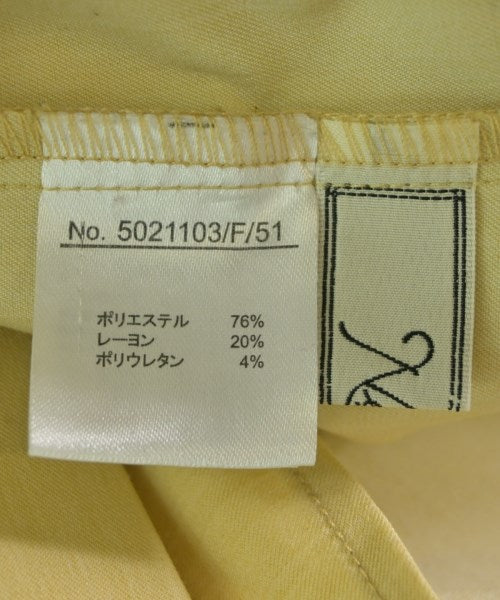 No. 5021103/F/51
ポリエステル 76%
レーヨン 20%
ポリウレタン 4%